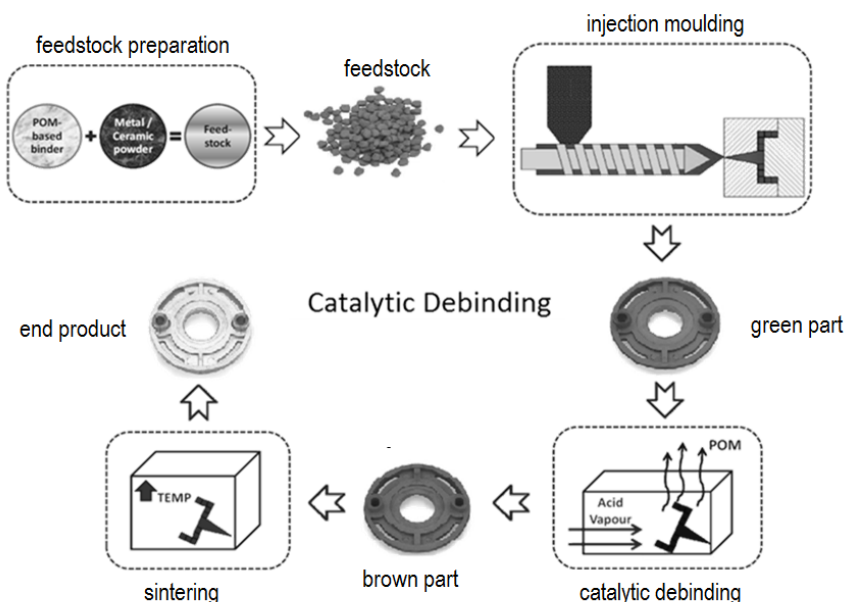 feedstock preparation
POM-
based
binder
+
Metal /
Ceramic
powder
=
Feed-
stock
feedstock
injection moulding
Catalytic Debinding
end product
green part
TEMP
sintering
brown part
POM
Acid
Vapour
catalytic debinding